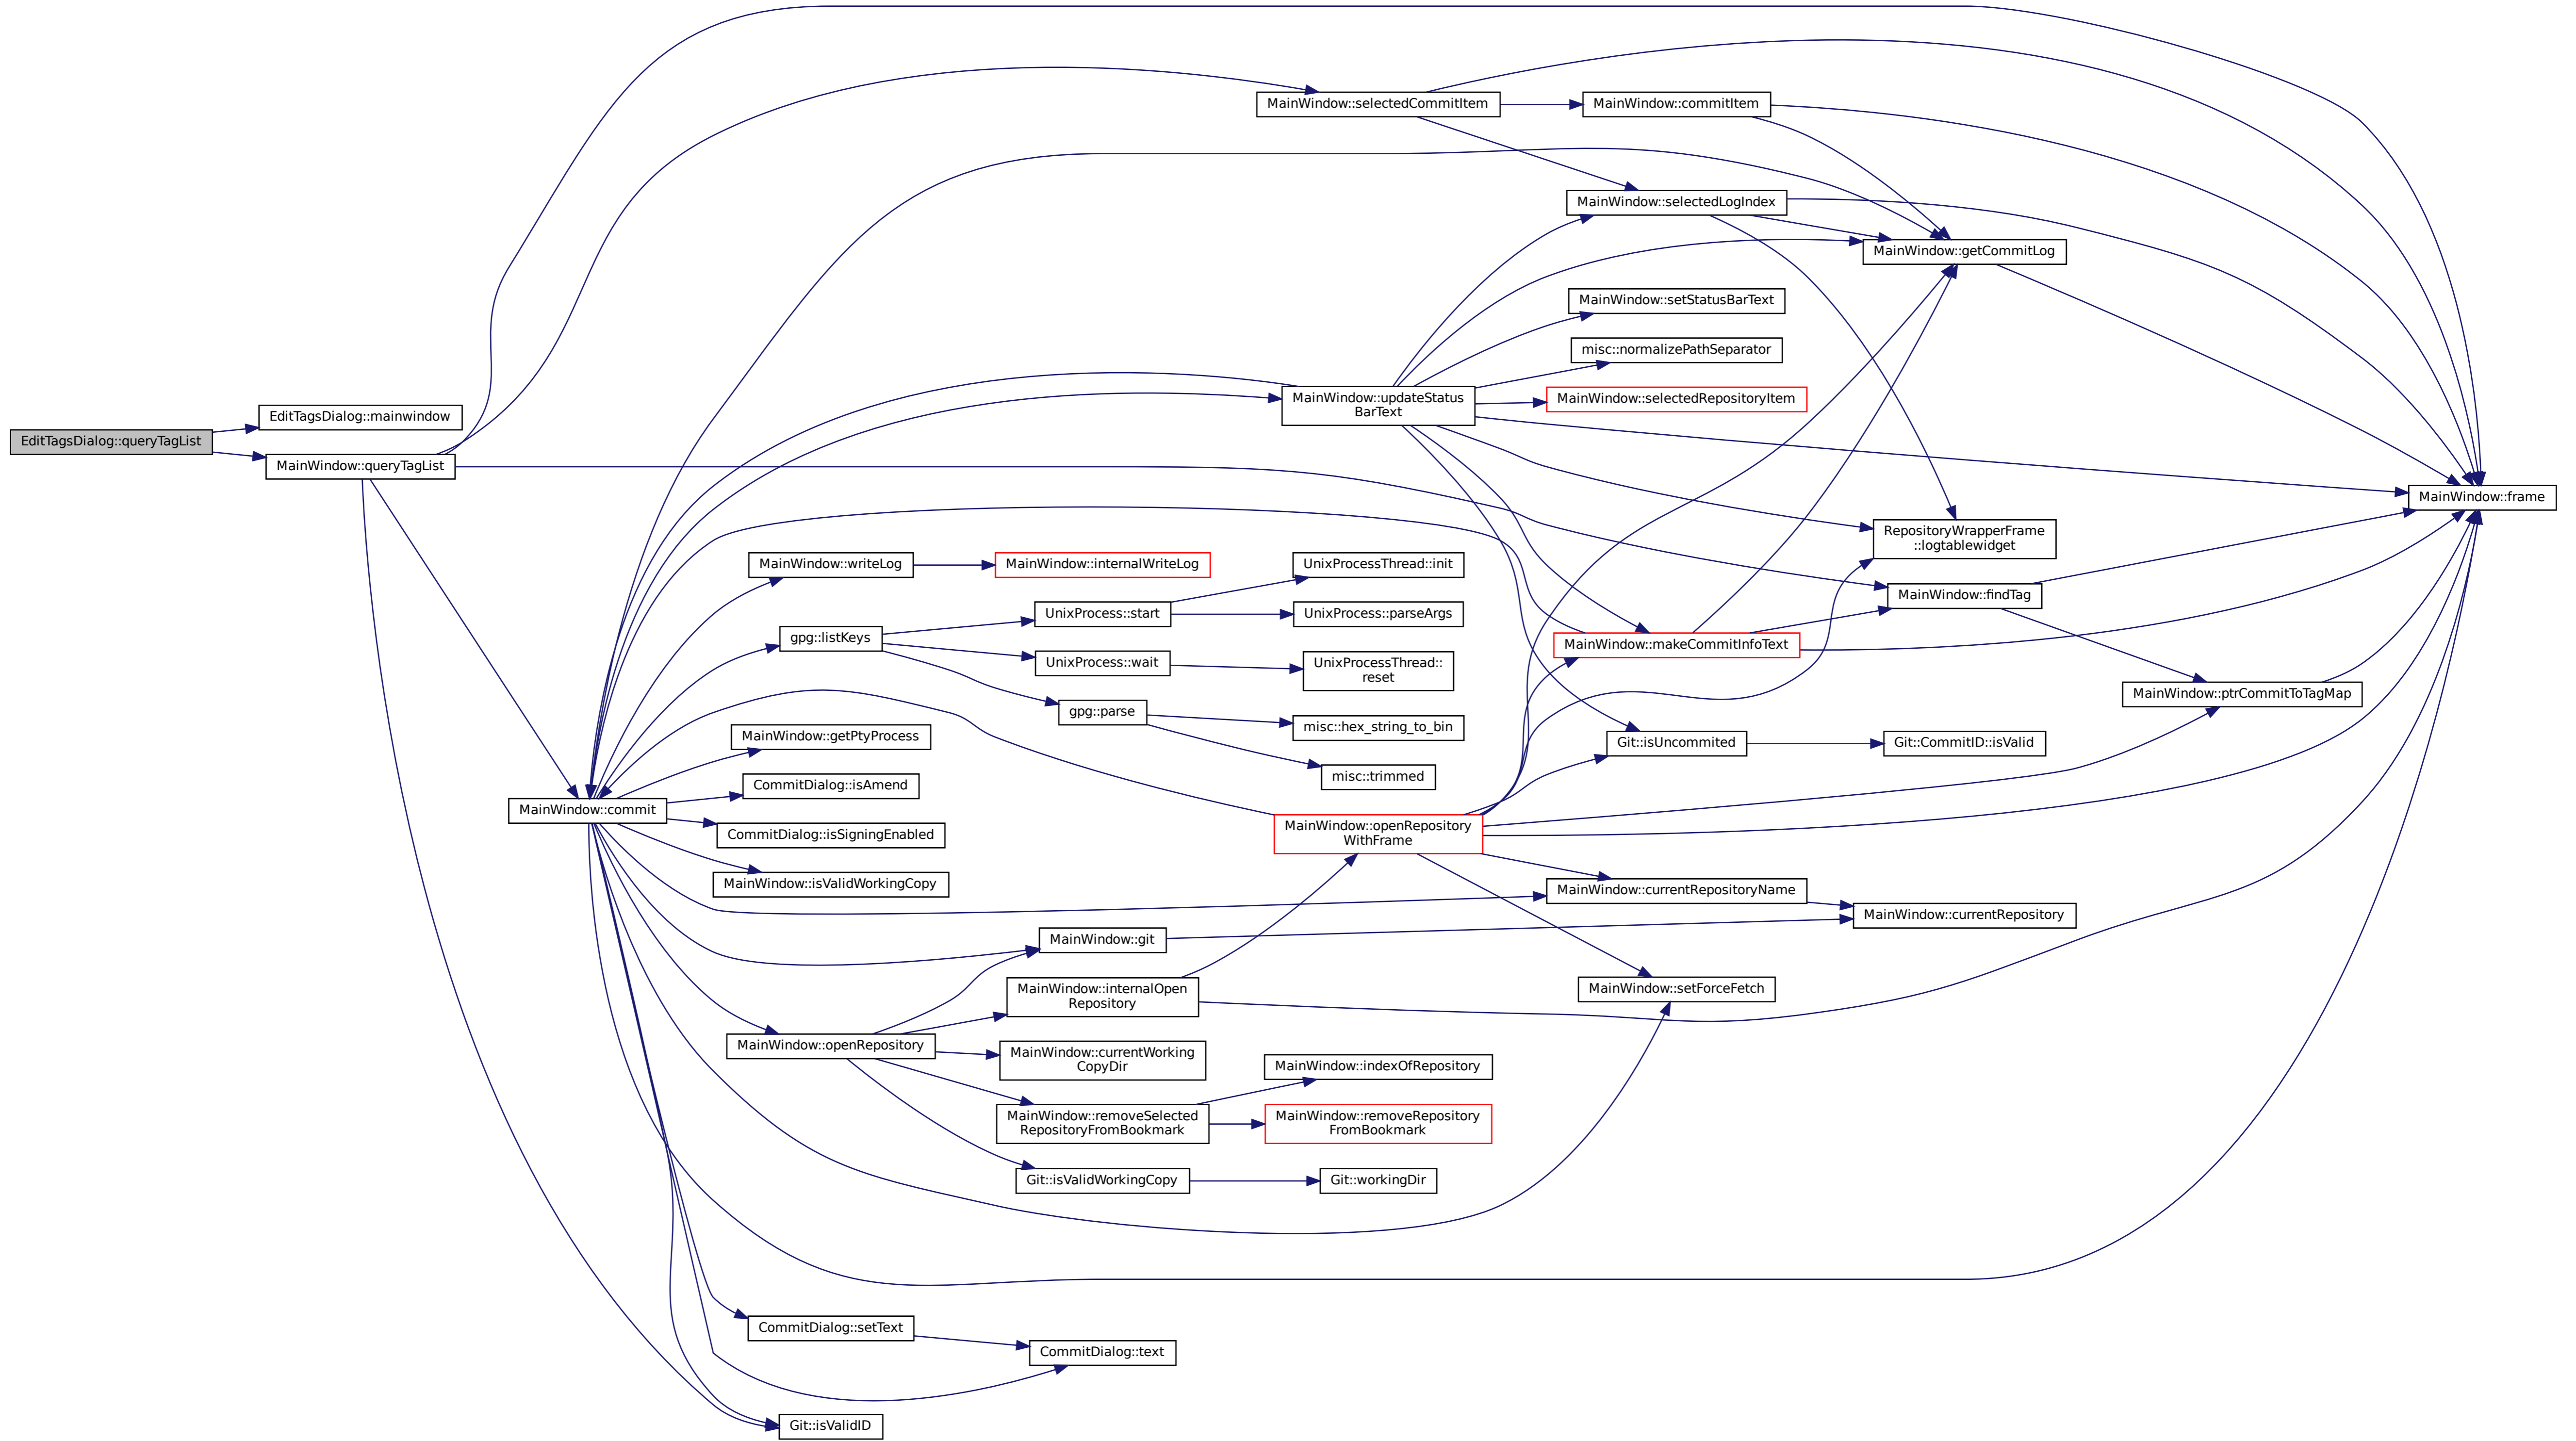 MainWindow::selectedCommitItem
MainWindow::commitItem
MainWindow::selectedLogIndex
MainWindow::getCommitLog
MainWindow::setStatusBarText
misc::normalizePathSeparator
MainWindow::updateStatus
BarText
MainWindow::selectedRepositoryItem
EditTagsDialog::mainwindow
EditTagsDialog::queryTagList
MainWindow::queryTagList
MainWindow::frame
RepositoryWrapperFrame
::logtablewidget
MainWindow::writeLog
MainWindow::internalWriteLog
UnixProcessThread::init
MainWindow::findTag
UnixProcess::start
UnixProcess::parseArgs
gpg::listKeys
MainWindow::makeCommitInfoText
UnixProcess::wait
UnixProcessThread::
reset
MainWindow::ptrCommitToTagMap
gpg::parse
misc::hex_string_to_bin
MainWindow::getPtyProcess
Git::isUncommited
Git::CommitID::isValid
misc::trimmed
CommitDialog::isAmend
MainWindow::commit
CommitDialog::isSigningEnabled
MainWindow::openRepository
WithFrame
MainWindow::isValidWorkingCopy
MainWindow::currentRepositoryName
MainWindow::currentRepository
MainWindow::git
MainWindow::internalOpen
Repository
MainWindow::setForceFetch
MainWindow::openRepository
MainWindow::currentWorking
CopyDir
MainWindow::indexOfRepository
MainWindow::removeSelected
RepositoryFromBookmark
MainWindow::removeRepository
FromBookmark
Git::isValidWorkingCopy
Git::workingDir
CommitDialog::setText
CommitDialog::text
Git::isValidID